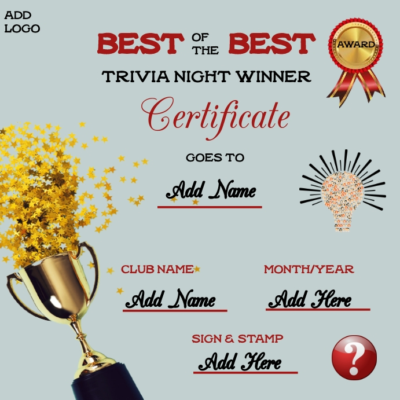 ADD
LOGO
BEST OF THE BEST
AWARD
TRIVIA NIGHT WINNER
Certificate
GOES TO
Add Name
CLUB NAME
MONTH/YEAR
Add Name
Add Here
SIGN & STAMP
Add Here
?